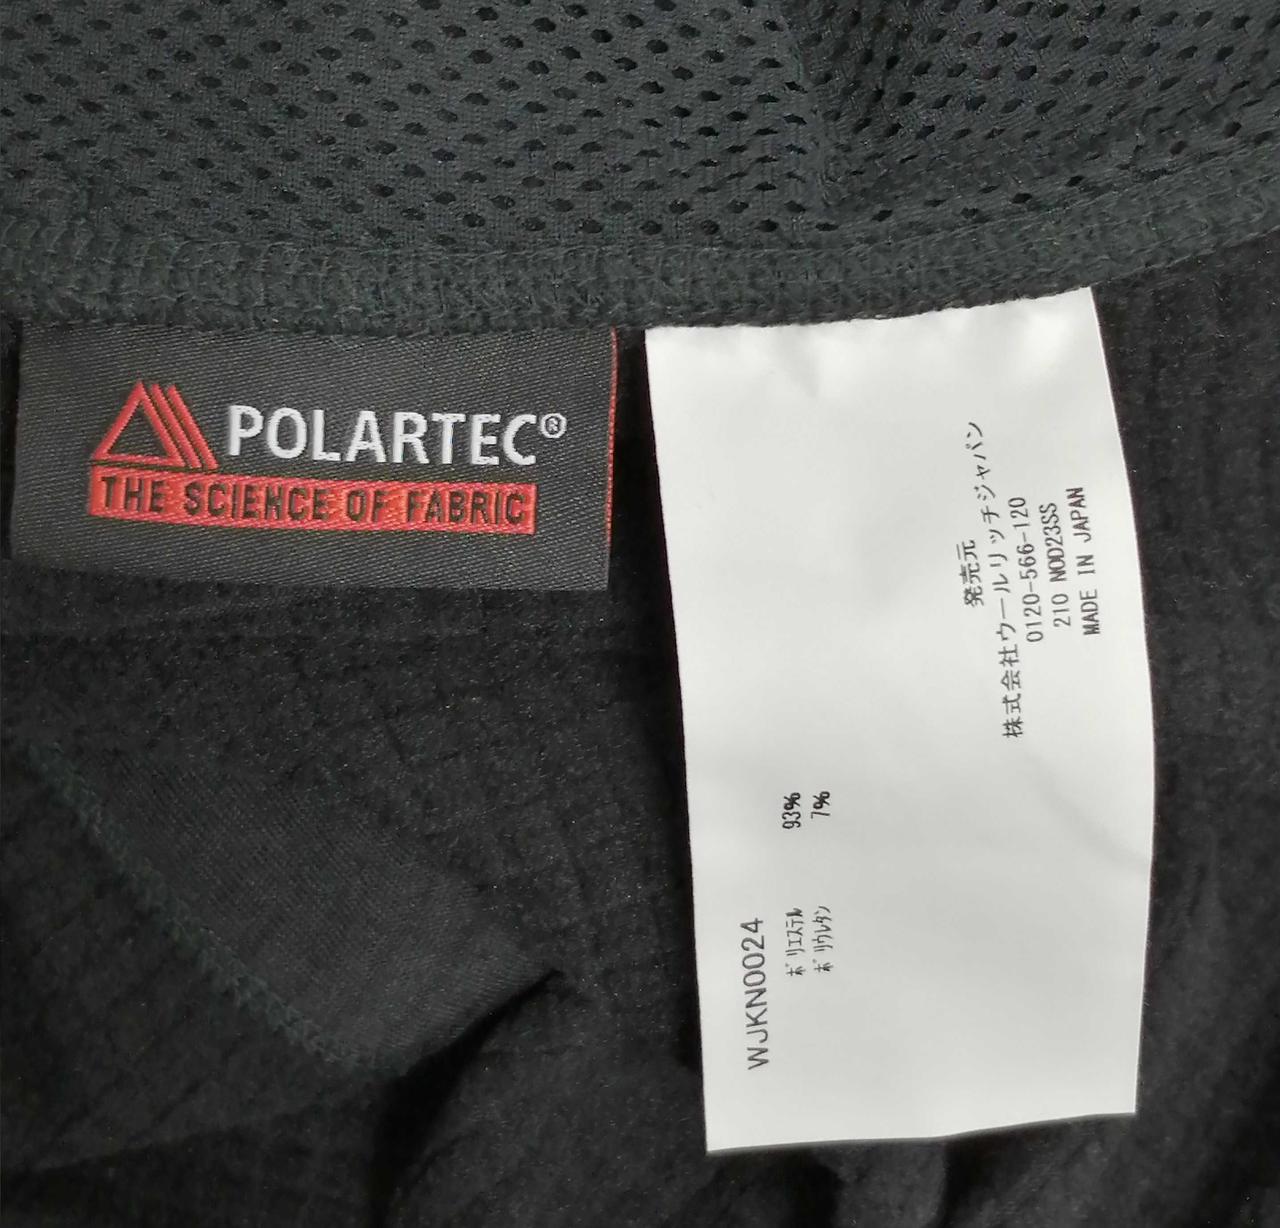 POLARTEC®
THE SCIENCE OF FABRIC
WJKN0024
ポリエステル 93%
ポリウレタン 7%
発売元
株式会社ウールリッチジャパン
0120-566-120
210 NOD23SS
MADE IN JAPAN